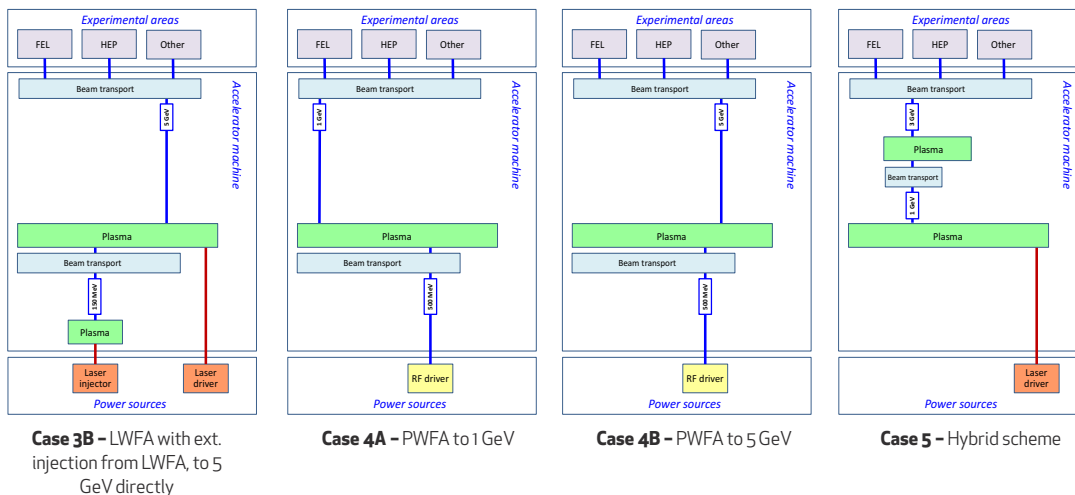 Experimental areas
FEL
HEP
Other
Beam transport
5 GeV
Accelerator machine
Plasma
Beam transport
150 MeV
Plasma
Laser
injector
Laser
driver
Power sources
Case 3B – LWFA with ext.
injection from LWFA, to 5
GeV directly
Experimental areas
FEL
HEP
Other
Beam transport
1 GeV
Accelerator machine
Plasma
Beam transport
500 MeV
RF driver
Power sources
Case 4A – PWFA to 1 GeV
Experimental areas
FEL
HEP
Other
Beam transport
5 GeV
Accelerator machine
Plasma
Beam transport
500 MeV
RF driver
Power sources
Case 4B – PWFA to 5 GeV
Experimental areas
FEL
HEP
Other
Beam transport
3 GeV
Accelerator machine
Plasma
Beam transport
1 GeV
Plasma
Laser
driver
Power sources
Case 5 – Hybrid scheme